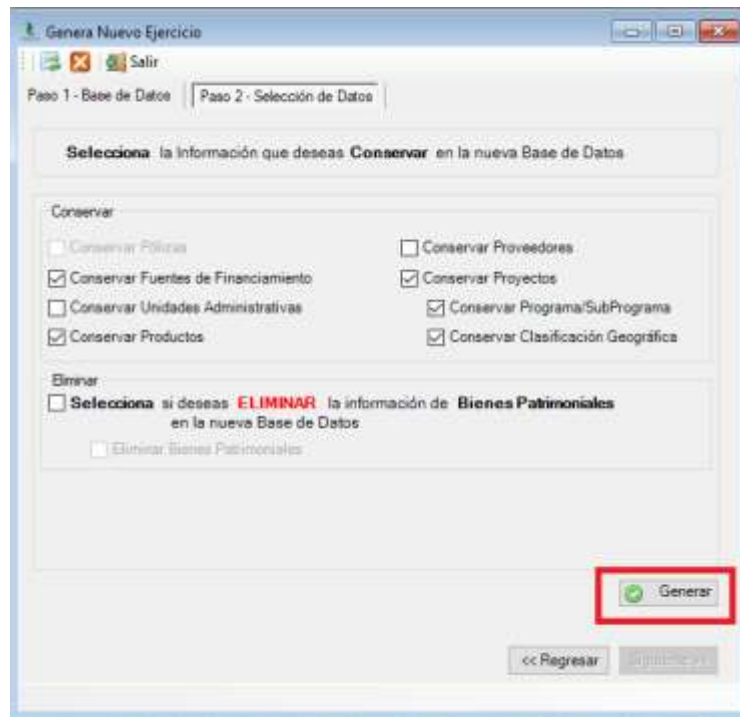 Genera Nuevo Ejercicio
Salir
Paso 1 - Base de Datos
Paso 2 - Selección de Datos
Selecciona la Información que deseas Conservar en la nueva Base de Datos
Conservar
Conservar Pólizas
Conservar Proveedores
Conservar Fuentes de Financiamiento
Conservar Proyectos
Conservar Unidades Administrativas
Conservar Programa/SubPrograma
Conservar Productos
Conservar Clasificación Geográfica
Eliminar
Selecciona si deseas ELIMINAR la información de Bienes Patrimoniales
en la nueva Base de Datos
Eliminar Bienes Patrimoniales
Generar
<< Regresar
Siguiente >>